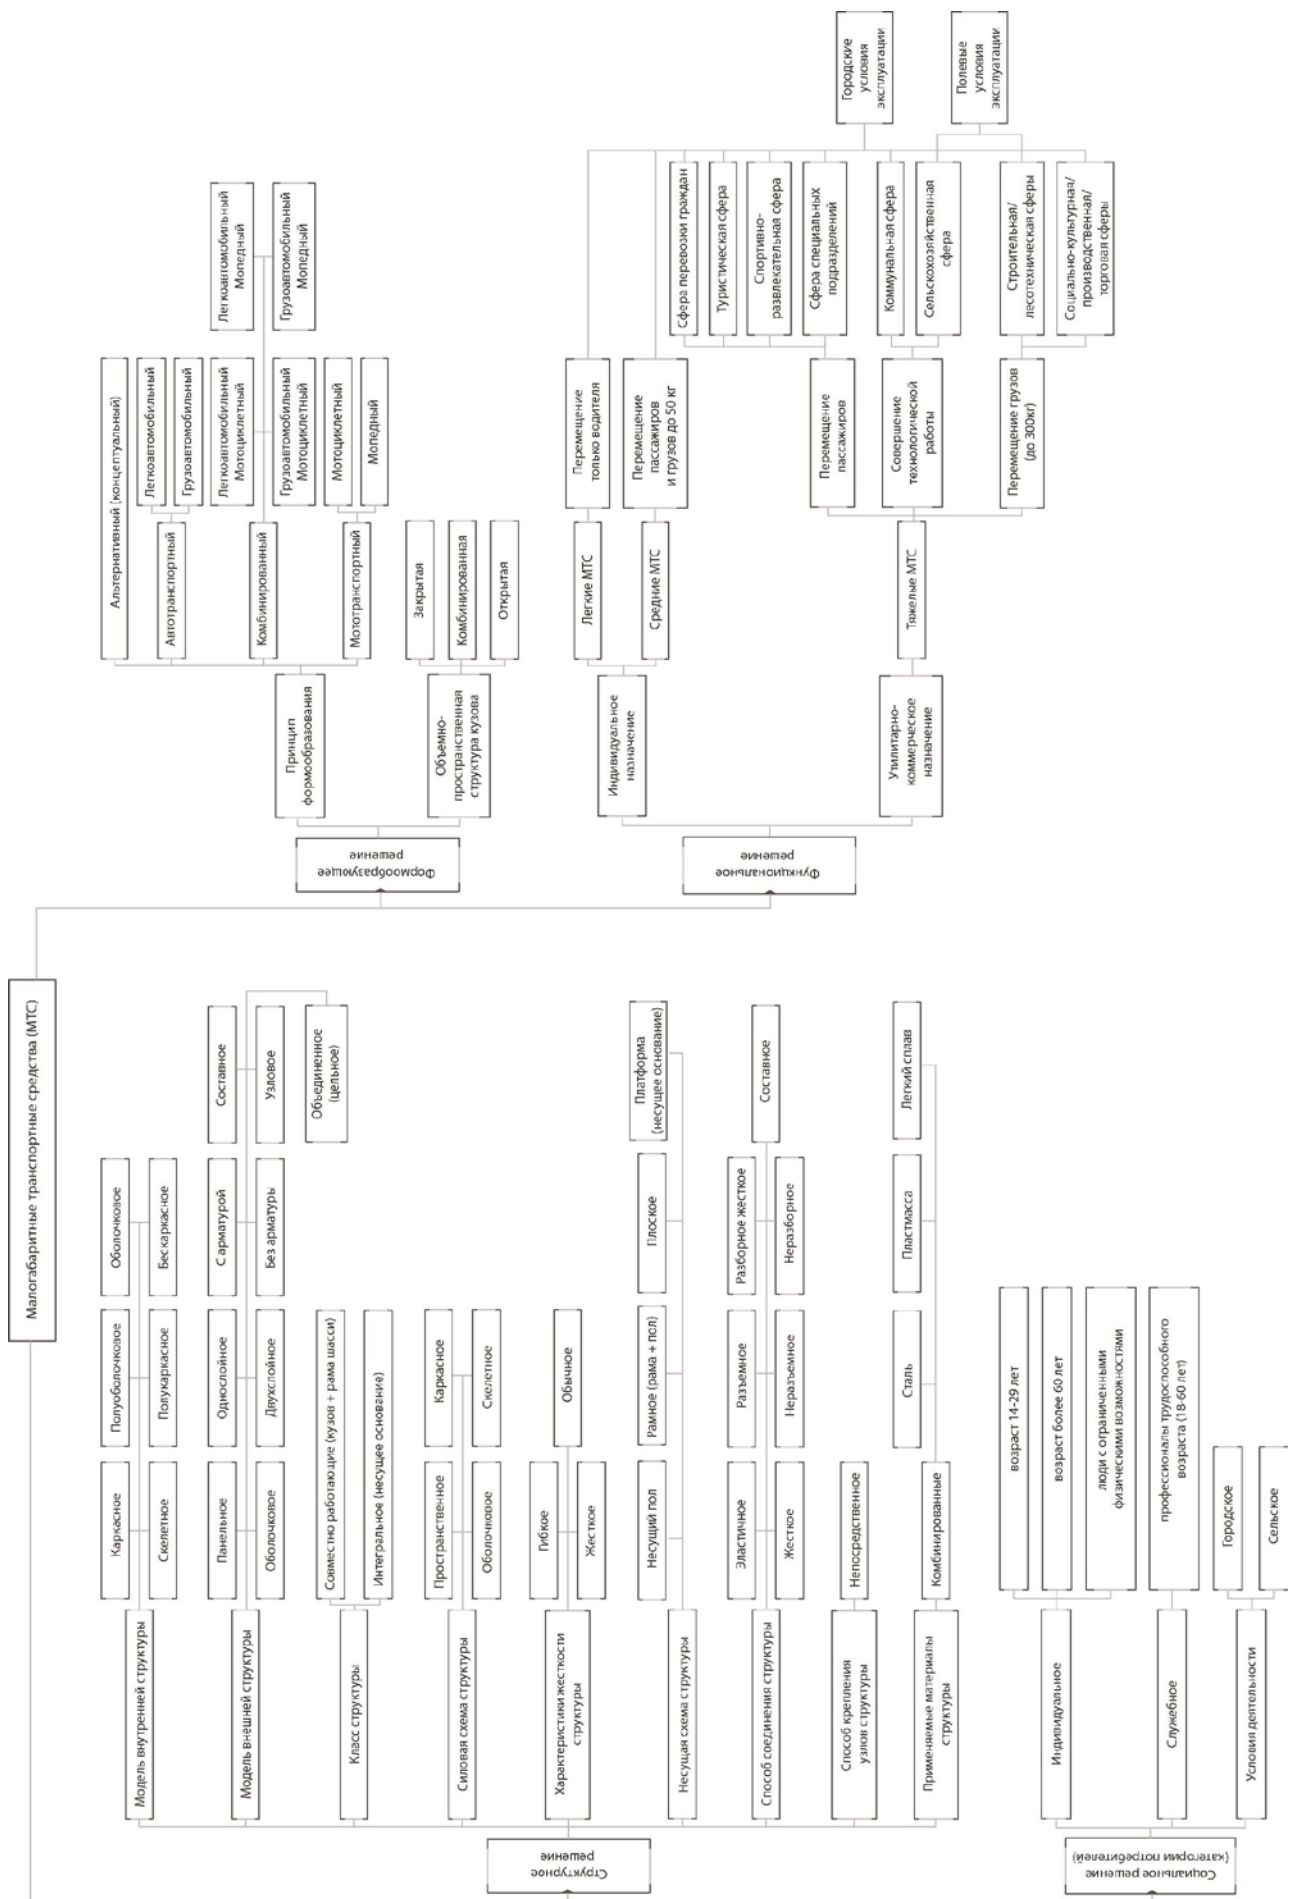 Малогабаритные транспортные средства (МТС)
Структурное
решение
Модель внутренней структуры
Каркасное
Скелетное
Полуоболочковое
Полукаркасное
Оболочковое
Бескаркасное
Модель внешней структуры
Панельное
Оболочковое
Однослойное
Двухслойное
С арматурой
Без арматуры
Составное
Узловое
Объединенное
(цельное)
Класс структуры
Совместно работающие (кузов + рама шасси)
Интегральное (несущее основание)
Силовая схема структуры
Пространственное
Оболочковое
Каркасное
Скелетное
Характеристики жесткости
структуры
Гибкое
Жесткое
Обычное
Несущая схема структуры
Несущий пол
Рамное (рама + пол)
Плоское
Платформа
(несущее основание)
Способ соединения структуры
Эластичное
Жесткое
Разъемное
Неразъемное
Разборное жесткое
Неразборное
Составное
Способ крепления
узлов структуры
Непосредственное
Применяемые материалы
структуры
Комбинированные
Сталь
Пластмасса
Легкий сплав
Социальное решение
(категории потребителей)
Индивидуальное
возраст 14-29 лет
возраст более 60 лет
люди с ограниченными
физическими возможностями
Служебное
профессионалы трудоспособного
возраста (18-60 лет)
Условия деятельности
Городское
Сельское
Формообразующее
решение
Принцип
формообразования
Альтернативный (концептуальный)
Автотранспортный
Легкоавтомобильный
Грузоавтомобильный
Комбинированный
Легкоавтомобильный
Мотоциклетный
Грузоавтомобильный
Мотоциклетный
Легкоавтомобильный
Мопедный
Грузоавтомобильный
Мопедный
Мототранспортный
Мотоциклетный
Мопедный
Объемно-
пространственная
структура кузова
Закрытая
Комбинированная
Открытая
Функциональное
решение
Индивидуальное
назначение
Легкие МТС
Перемещение
только водителя
Средние МТС
Перемещение
пассажиров
и грузов до 50 кг
Утилитарно-
коммерческое
назначение
Тяжелые МТС
Перемещение
пассажиров
Сфера перевозки граждан
Туристическая сфера
Спортивно-
развлекательная сфера
Сфера специальных
подразделений
Совершение
технологической
работы
Коммунальная сфера
Сельскохозяйственная
сфера
Перемещение грузов
(до 300кг)
Строительная/
лесотехническая сферы
Социально-культурная/
производственная/
торговая сферы
Городские
условия
эксплуатации
Полевые
условия
эксплуатации